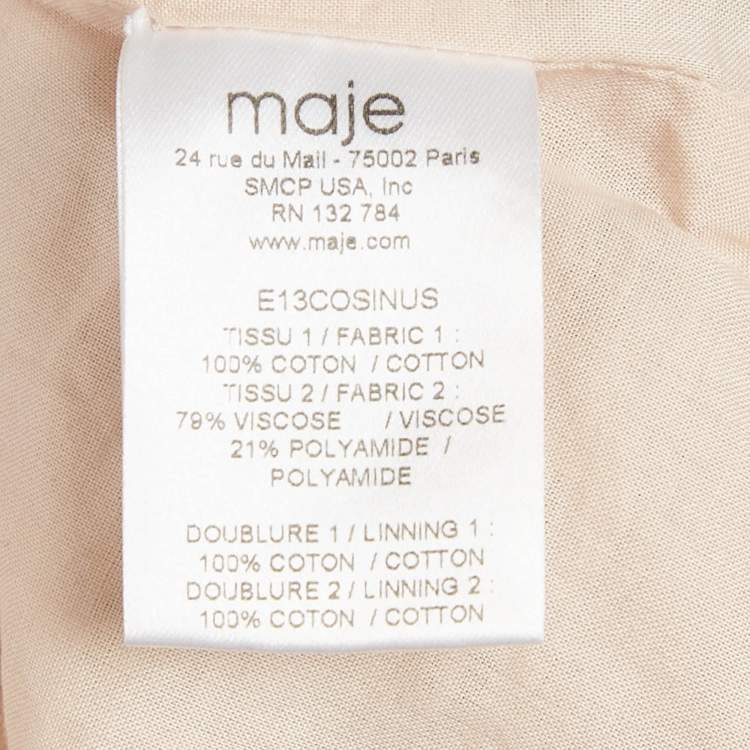 maje
24 rue du Mail - 75002 Paris
SMCP USA, Inc
RN 132 784
www.maje.com
E13COSINUS
TISSU 1 / FABRIC 1 :
100% COTON / COTTON
TISSU 2 / FABRIC 2 :
79% VISCOSE / VISCOSE
21% POLYAMIDE /
POLYAMIDE
DOUBLURE 1 / LINNING 1 :
100% COTON / COTTON
DOUBLURE 2 / LINNING 2 :
100% COTON / COTTON